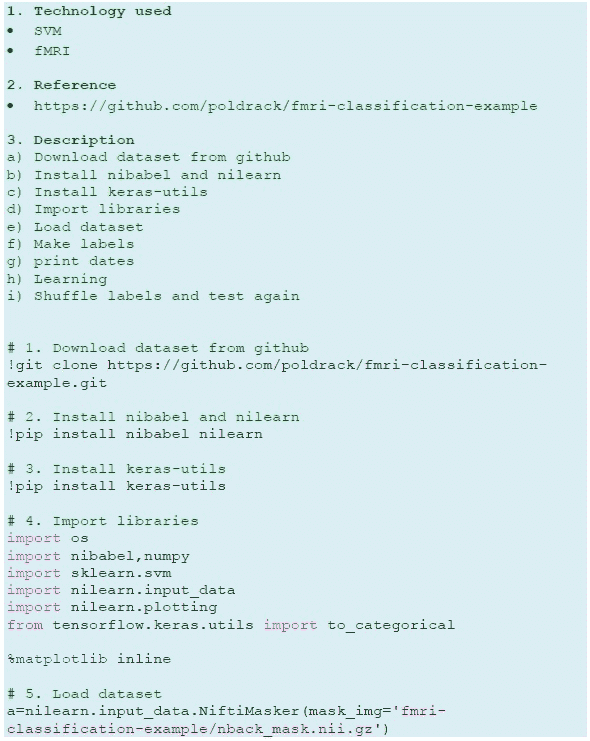 1. Technology used
• SVM
• fMRI
2. Reference
• https://github.com/poldrack/fmri-classification-example
3. Description
a) Download dataset from github
b) Install nibabel and nilearn
c) Install keras-utils
d) Import libraries
e) Load dataset
f) Make labels
g) print dates
h) Learning
i) Shuffle labels and test again
# 1. Download dataset from github
!git clone https://github.com/poldrack/fmri-classification-
example.git
# 2. Install nibabel and nilearn
!pip install nibabel nilearn
# 3. Install keras-utils
!pip install keras-utils
# 4. Import libraries
import os
import nibabel,numpy
import sklearn.svm
import nilearn.input_data
import nilearn.plotting
from tensorflow.keras.utils import to_categorical
%matplotlib inline
# 5. Load dataset
a=nilearn.input_data.NiftiMasker(mask_img='fmri-
classification-example/nback_mask.nii.gz')